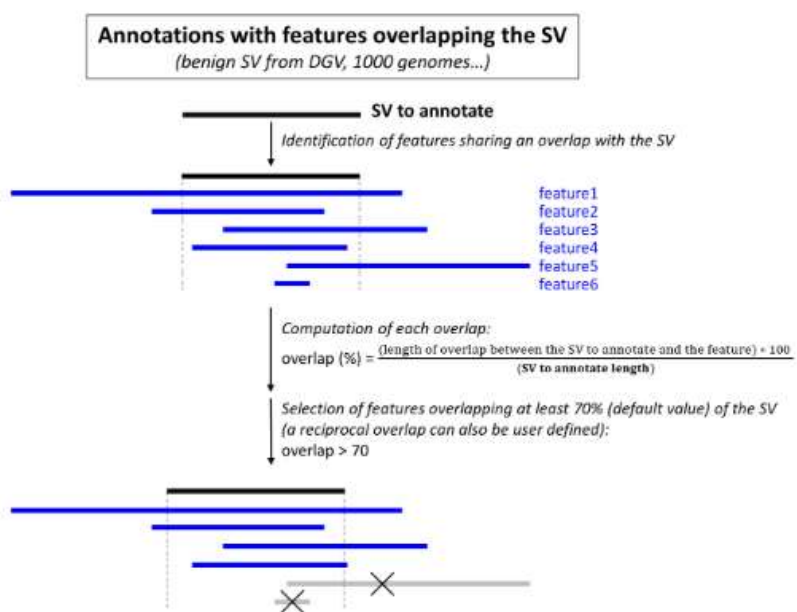 Annotations with features overlapping the SV
(benign SV from DGV, 1000 genomes...)
SV to annotate
Identification of features sharing an overlap with the SV
feature1
feature2
feature3
feature4
feature5
feature6
Computation of each overlap:
overlap (%) = (length of overlap between the SV to annotate and the feature) * 100
(SV to annotate length)
Selection of features overlapping at least 70% (default value) of the SV
(a reciprocal overlap can also be user defined):
overlap > 70